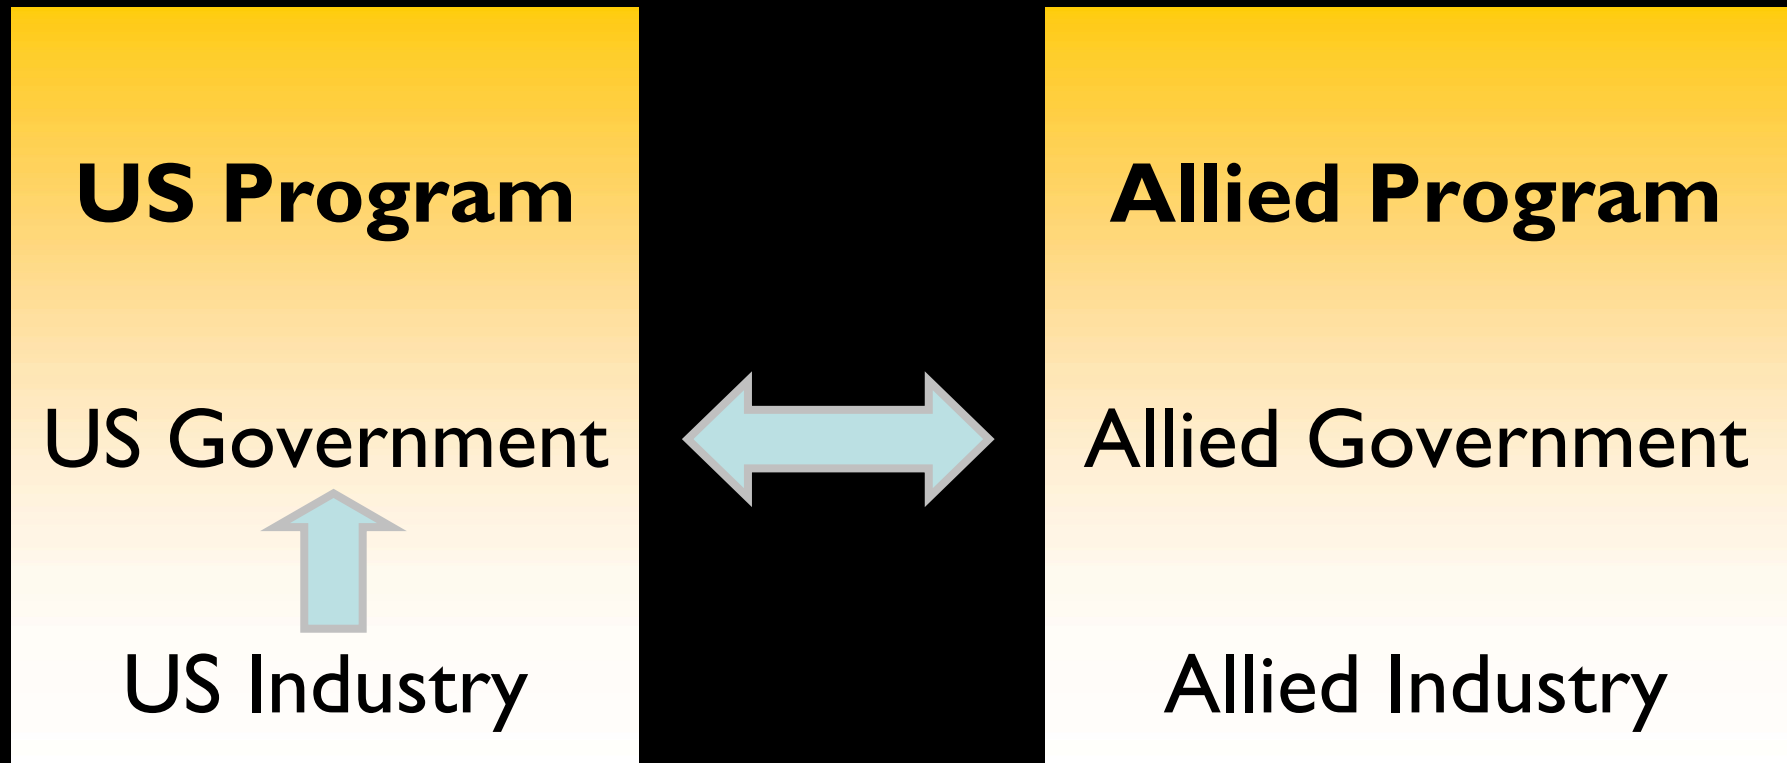 US Program
US Government
US Industry
Allied Program
Allied Government
Allied Industry